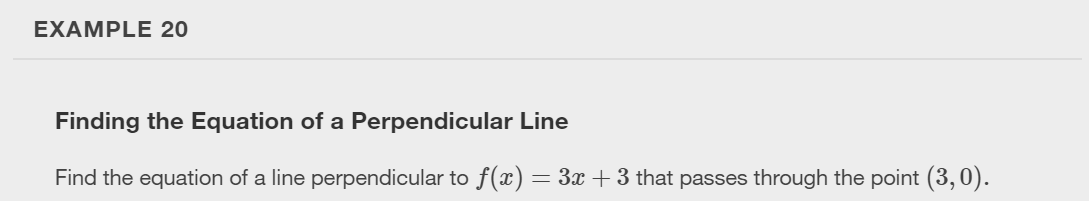 EXAMPLE 20
Finding the Equation of a Perpendicular Line
Find the equation of a line perpendicular to f(x) = 3x + 3 that passes through the point (3, 0).